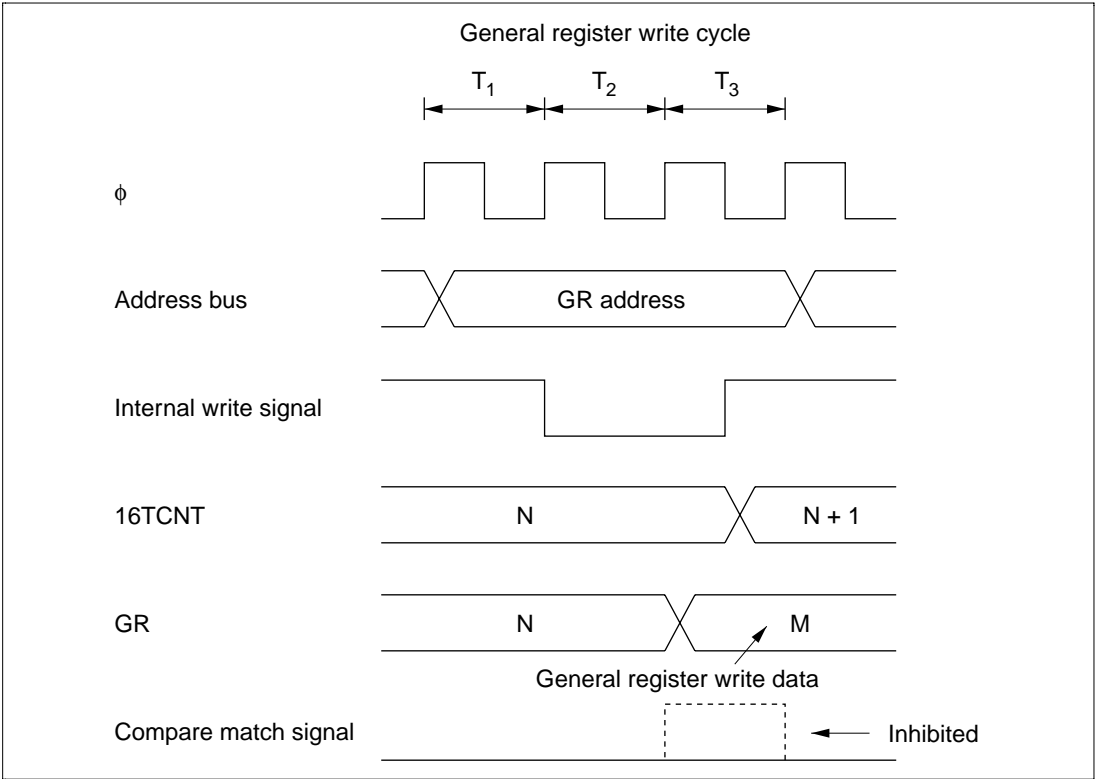 General register write cycle
T1 T2 T3
ϕ
Address bus GR address
Internal write signal
16TCNT N N + 1
GR N M
General register write data
Compare match signal Inhibited